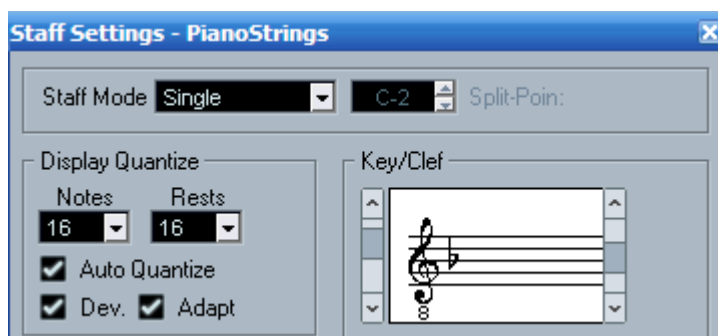 Staff Settings - PianoStrings
Staff Mode Single C-2 Split-Poin:
Display Quantize
Notes Rests
16 16
Auto Quantize
Dev. Adapt
Key/Clef
8